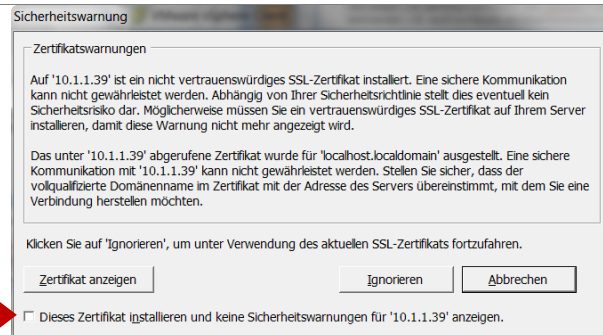 Sicherheitswarnung
Zertifikatswarnungen
Auf '10.1.1.39' ist ein nicht vertrauenswürdiges SSL-Zertifikat installiert. Eine sichere Kommunikation
kann nicht gewährleistet werden. Abhängig von Ihrer Sicherheitsrichtlinie stellt dies eventuell kein
Sicherheitsrisiko dar. Möglicherweise müssen Sie ein vertrauenswürdiges SSL-Zertifikat auf Ihrem Server
installieren, damit diese Warnung nicht mehr angezeigt wird.
Das unter '10.1.1.39' abgerufene Zertifikat wurde für 'localhost.localdomain' ausgestellt. Eine sichere
Kommunikation mit '10.1.1.39' kann nicht gewährleistet werden. Stellen Sie sicher, dass der
vollqualifizierte Domänenname im Zertifikat mit der Adresse des Servers übereinstimmt, mit dem Sie eine
Verbindung herstellen möchten.
Klicken Sie auf 'Ignorieren', um unter Verwendung des aktuellen SSL-Zertifikats fortzufahren.
Zertifikat anzeigen Ignorieren Abbrechen
Dieses Zertifikat installieren und keine Sicherheitswarnungen für '10.1.1.39' anzeigen.